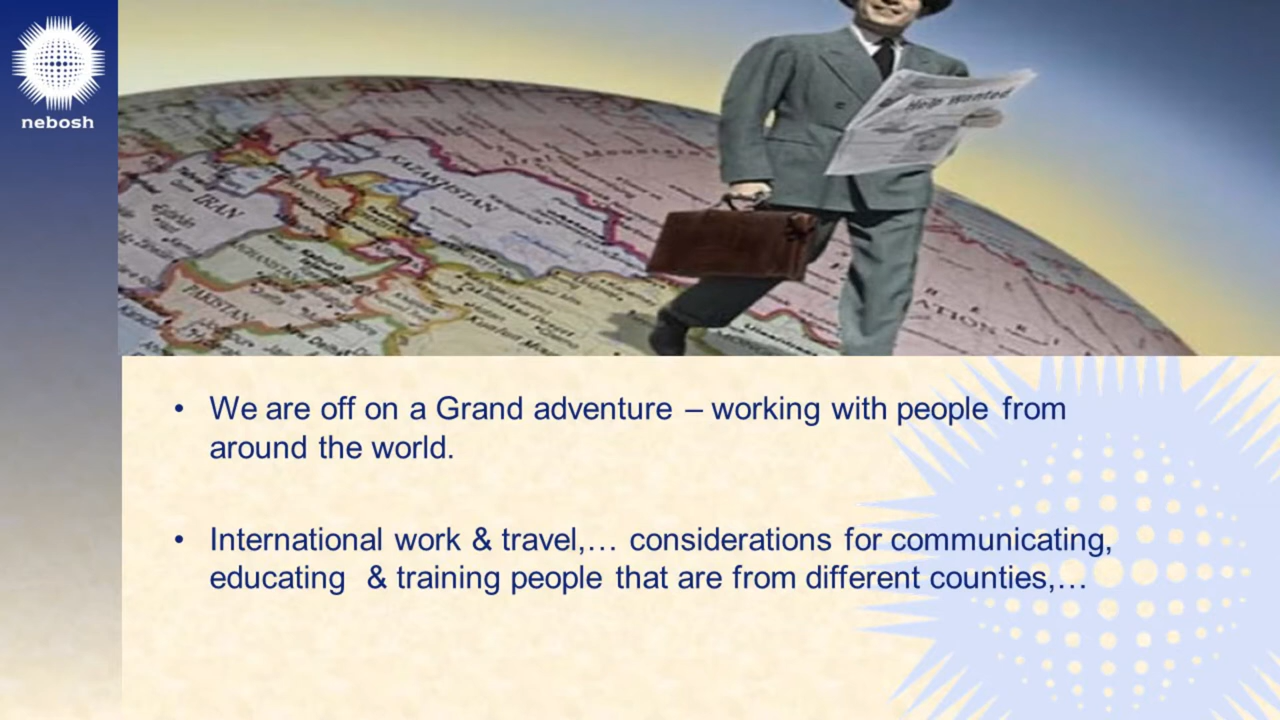 nebosh
Help Wanted
KAZAKHSTAN
IRAN
AFGHANISTAN
PAKISTAN
• We are off on a Grand adventure – working with people from
around the world.
• International work & travel,… considerations for communicating,
educating & training people that are from different counties,…